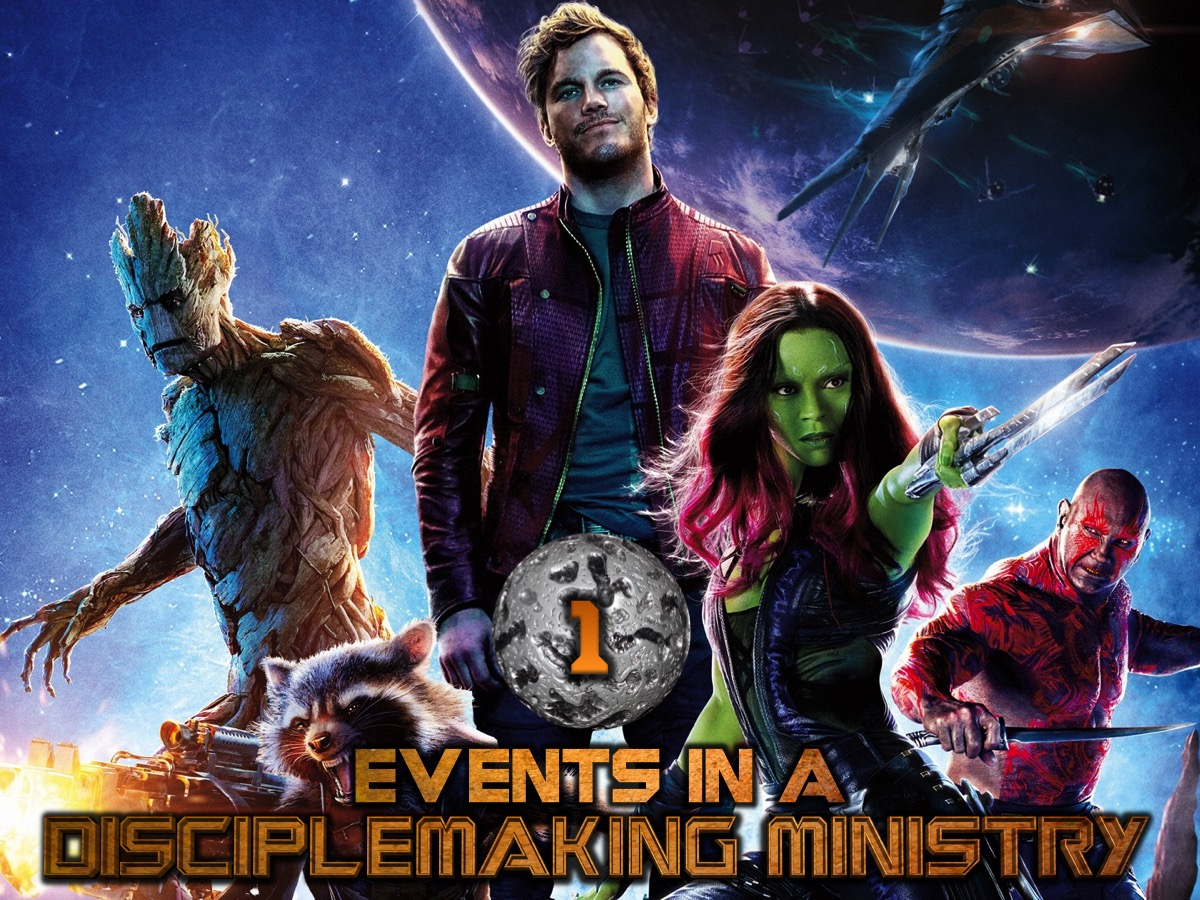 1
EVENTS IN A
DISCIPLEMAKING MINISTRY